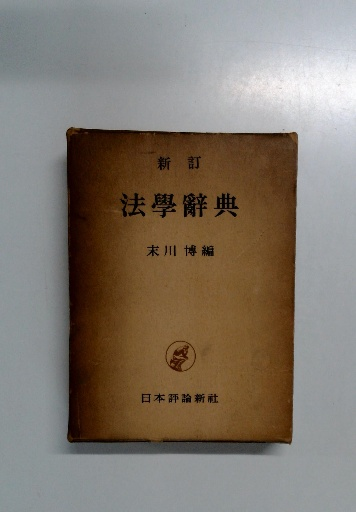 新訂
法學辭典
末川博編
日本評論新社